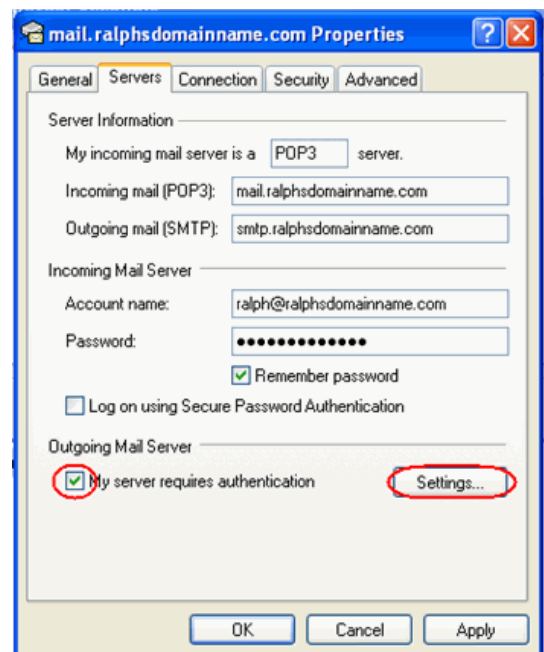 mail.ralphsdomainname.com Properties
General Servers Connection Security Advanced
Server Information
My incoming mail server is a POP3 server.
Incoming mail (POP3): mail.ralphsdomainname.com
Outgoing mail (SMTP): smtp.ralphsdomainname.com
Incoming Mail Server
Account name: ralph@ralphsdomainname.com
Password: ●●●●●●●●●●●●●
Remember password
Log on using Secure Password Authentication
Outgoing Mail Server
My server requires authentication Settings...
OK Cancel Apply